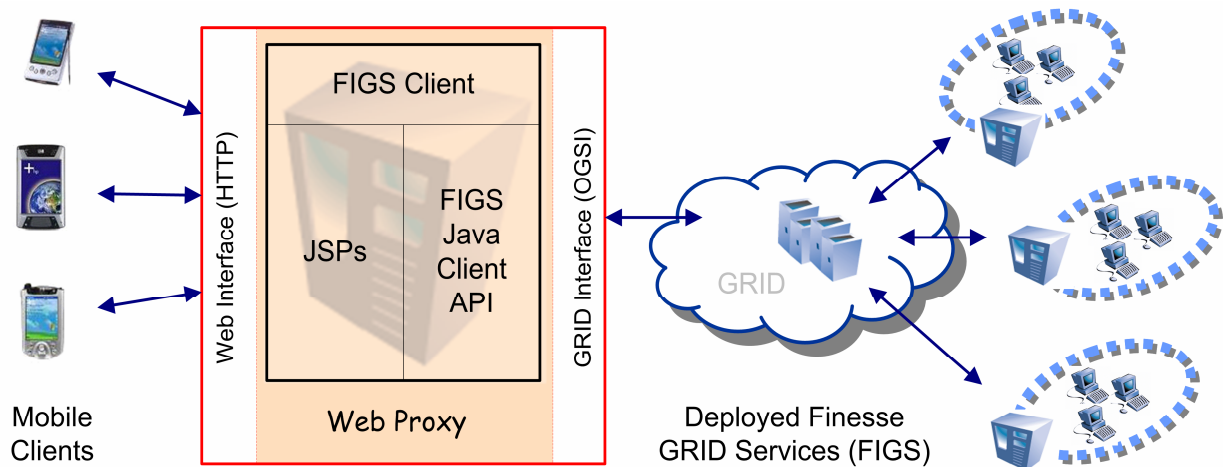 FIGS Client
JSPs
FIGS
Java
Client
API
Web Interface (HTTP)
GRID Interface (OGSI)
Web Proxy
GRID
Mobile
Clients
Deployed Finesse
GRID Services (FIGS)